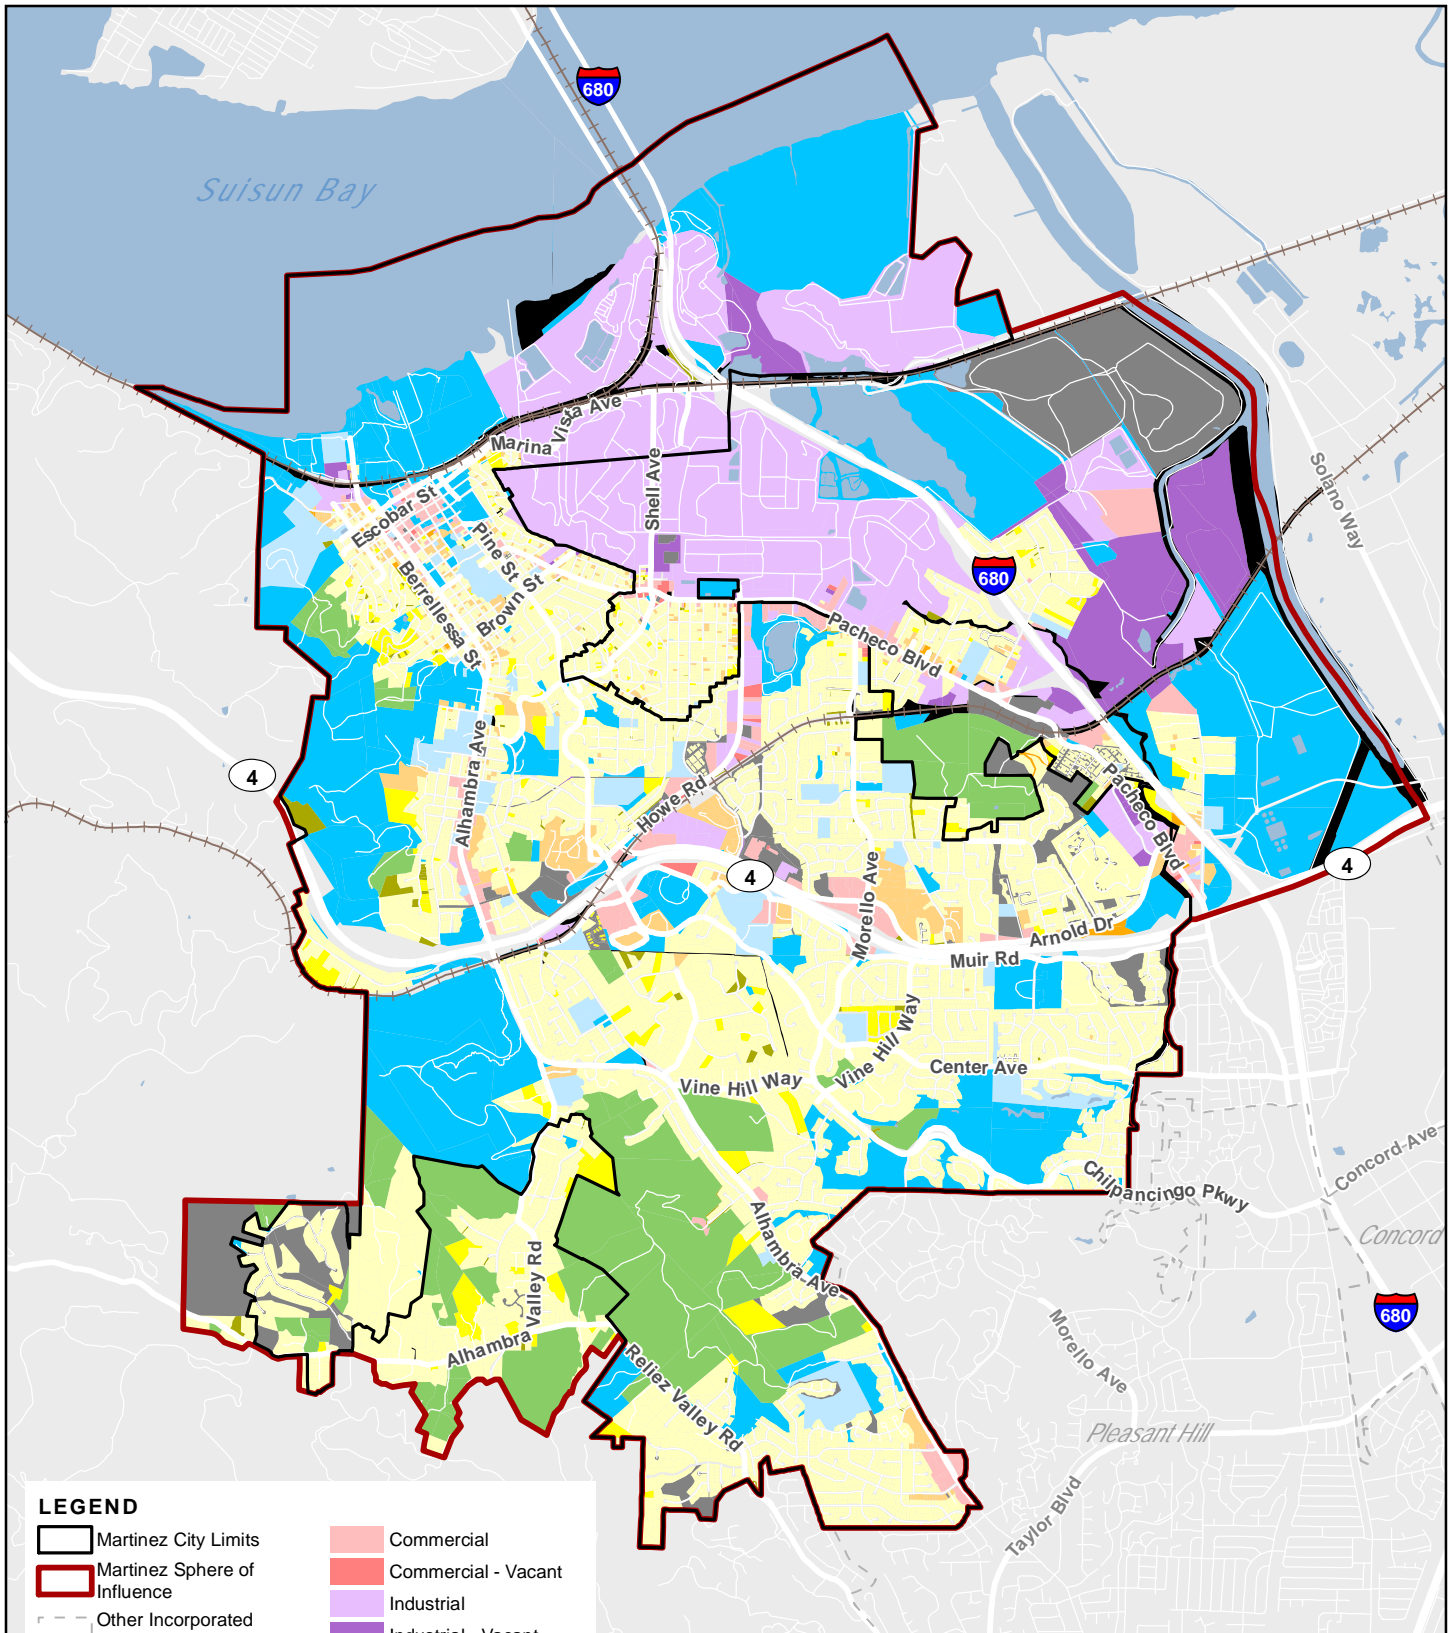 680
Suisun Bay
Marina Vista Ave
Shell Ave
Solano Way
Escobar St
Pine St
Berrellessa St
Brown St
680
Pacheco Blvd
Alhambra Ave
4
Howe Rd
Pacheco Blvd
4
4
Morello Ave
Arnold Dr
Muir Rd
Vine Hill Way
Center Ave
Vine Hill Way
Concord Ave
Chilpancingo Pkwy
Alhambra Ave
Concord
Alhambra Valley Rd
680
Reliez Valley Rd
Morello Ave
Pleasant Hill
Taylor Blvd
LEGEND
Martinez City Limits
Martinez Sphere of
Influence
Other Incorporated
Commercial
Commercial - Vacant
Industrial
Industrial - Vacant